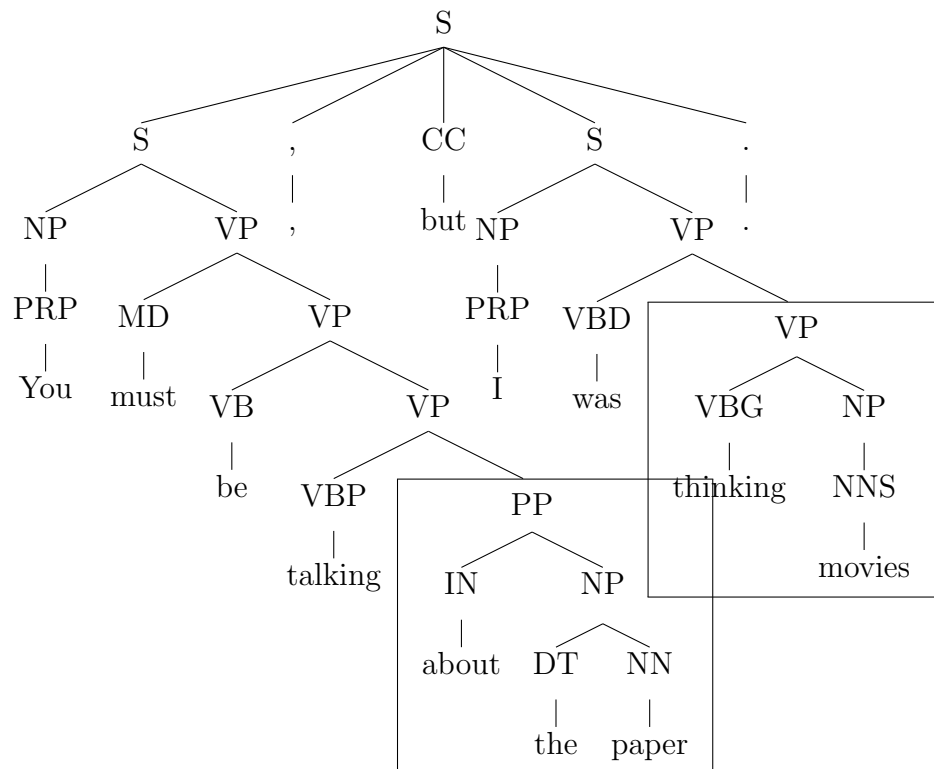 S
S , CC S .
NP VP , but NP VP .
PRP MD VP PRP VBD VP
You must VB VP I was VBG NP
be VBP PP thinking NNS
talking IN NP movies
about DT NN
the paper